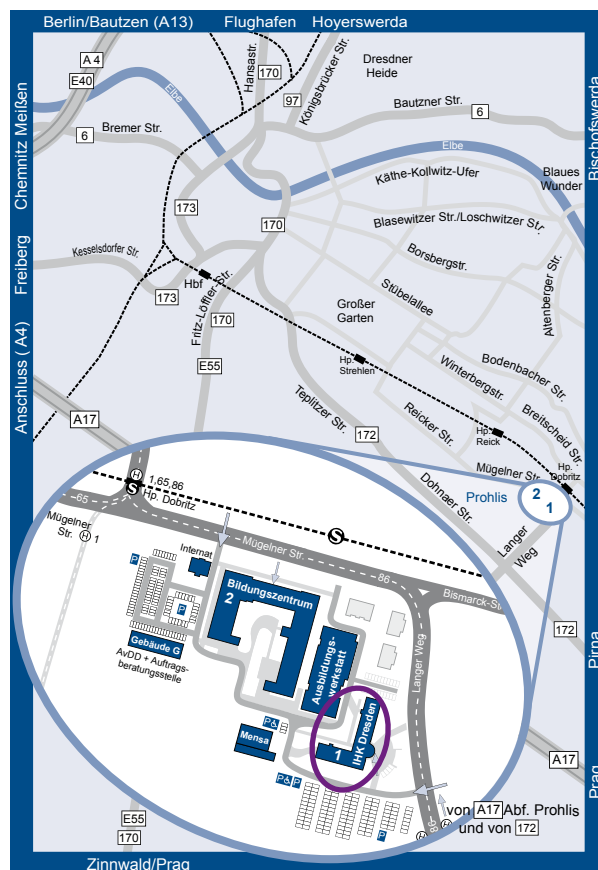 Berlin/Bautzen (A13)
Flughafen
Hoyerswerda
Chemnitz Meißen
Freiberg
Anschluss ( A4)
Bischofswerda
Pirna
Prag
Zinnwald/Prag
A 4
E40
Hansastr.
170
97
Königsbrücker Str.
Dresdner
Heide
Bautzner Str.
6
Elbe
6
Bremer Str.
Elbe
Käthe-Kollwitz-Ufer
Blaues
Wunder
173
170
Blasewitzer Str./Loschwitzer Str.
Borsbergstr.
Kesselsdorfer Str.
Hbf
173
Stübelallee
Altenberger Str.
Fritz-Löffler-Str.
170
Großer
Garten
E55
Hp.
Strehlen
Bodenbacher Str.
Winterbergstr.
Teplitzer Str.
Reicker Str.
Breitscheid Str.
A17
172
Hp.
Reick
Mügelner Str.
Hp.
Dobritz
Dohnaer Str.
Prohlis
2
1
Langer
Weg
H 1,65,86
S
Hp. Dobritz
65
Mügelner
Str. H 1
S
Mügelner Str.
86
Bismarck-Str.
172
Internat
P
Bildungszentrum
2
P
Gebäude G
AvDD + Auftrags-
beratungsstelle
Ausbildungs-
werkstatt
Langer Weg
IHK Dresden
1
P
Mensa
P P
P
A17
von A17 Abf. Prohlis
und von 172
H
86
H
E55
170